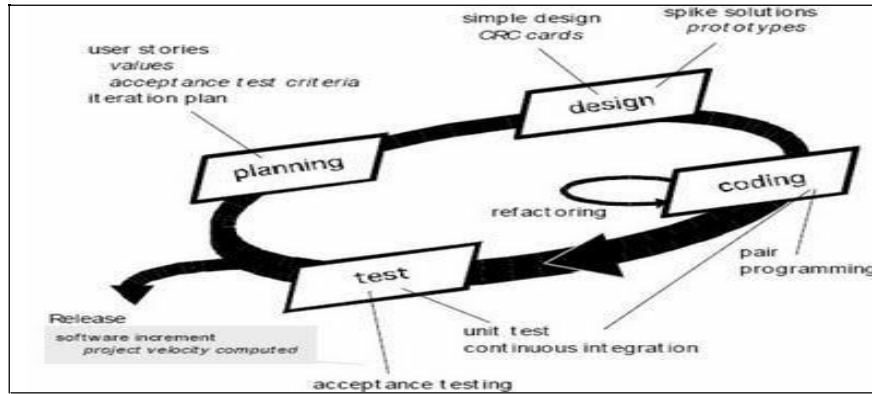 simple design
CRC cards
spike solutions
prototypes
user stories
values
acceptance test criteria
iteration plan
design
planning
coding
refactoring
pair
programming
test
unit test
continuous integration
Release
software increment
project velocity computed
acceptance testing